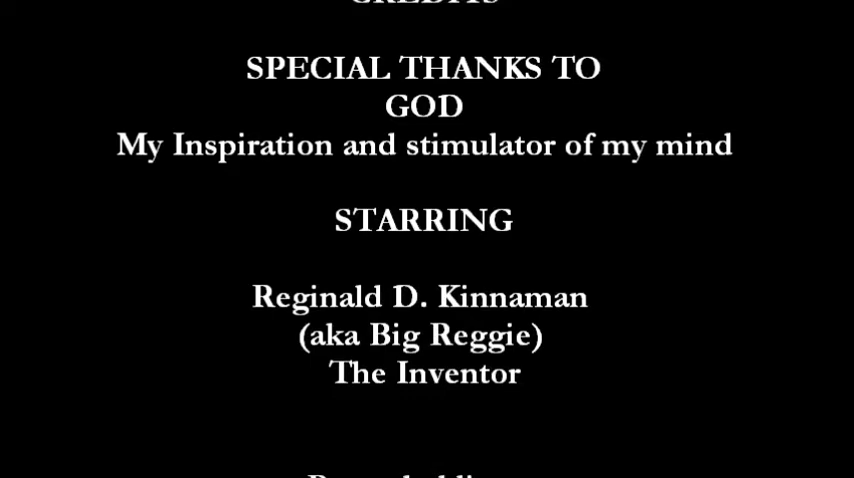 CREDITS
SPECIAL THANKS TO
GOD
My Inspiration and stimulator of my mind
STARRING
Reginald D. Kinnaman
(aka Big Reggie)
The Inventor